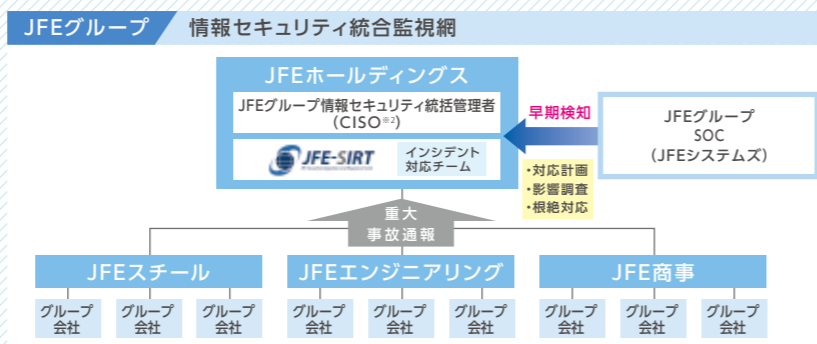 JFEグループ 情報セキュリティ統合監視網
JFEホールディングス
JFEグループ情報セキュリティ統括管理者
(CISO※2)
JFE-SIRT
インシデント
対応チーム
早期検知
・対応計画
・影響調査
・根絶対応
JFEグループ
SOC
(JFEシステムズ)
重大
事故通報
JFEスチール
JFEエンジニアリング
JFE商事
グループ
会社
グループ
会社
グループ
会社
グループ
会社
グループ
会社
グループ
会社
グループ
会社
グループ
会社
グループ
会社